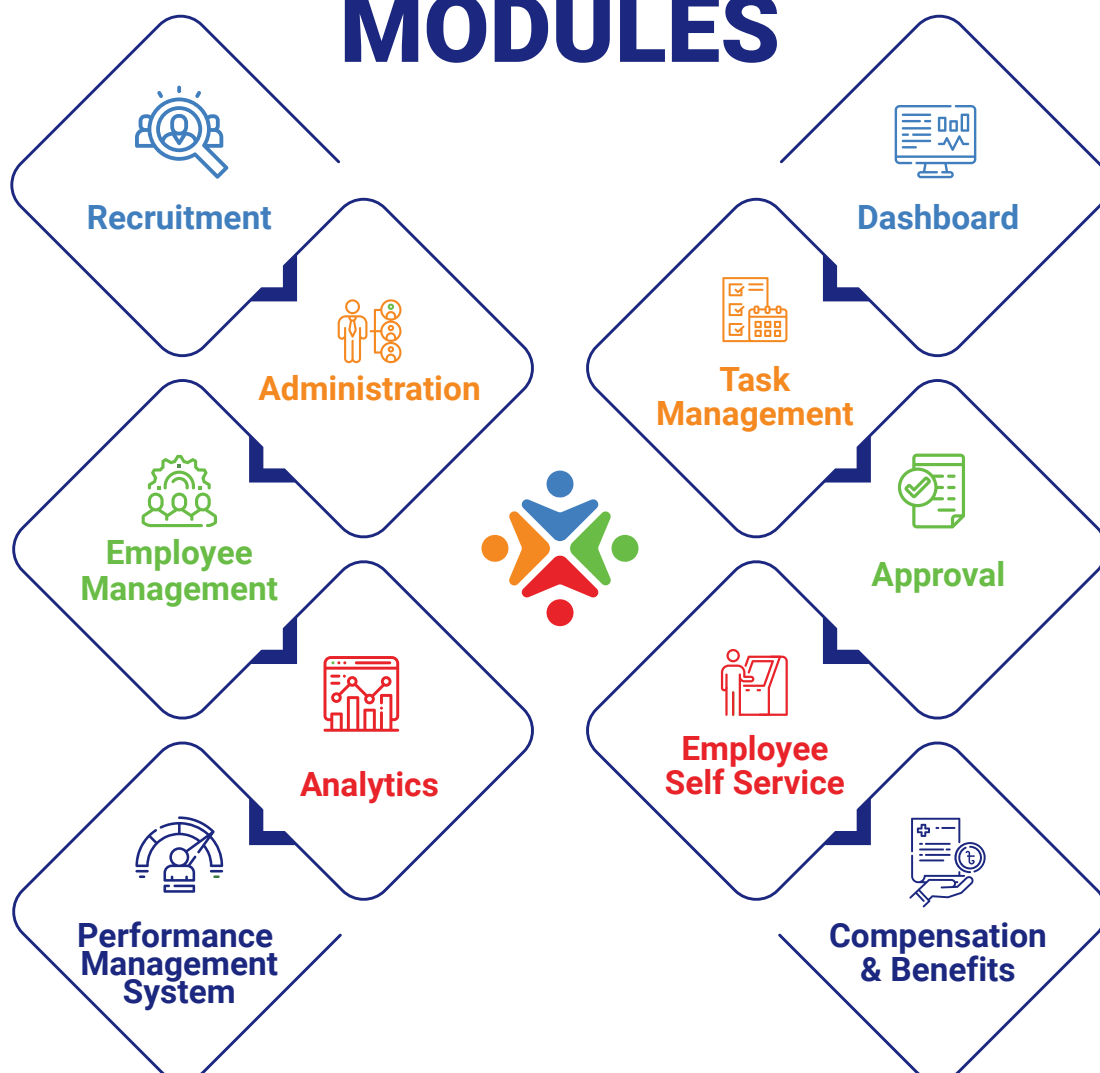 MODULES
Recruitment
Dashboard
Administration
Task
Management
Employee
Management
Approval
Analytics
Employee
Self Service
Performance
Management
System
Compensation
& Benefits
৳